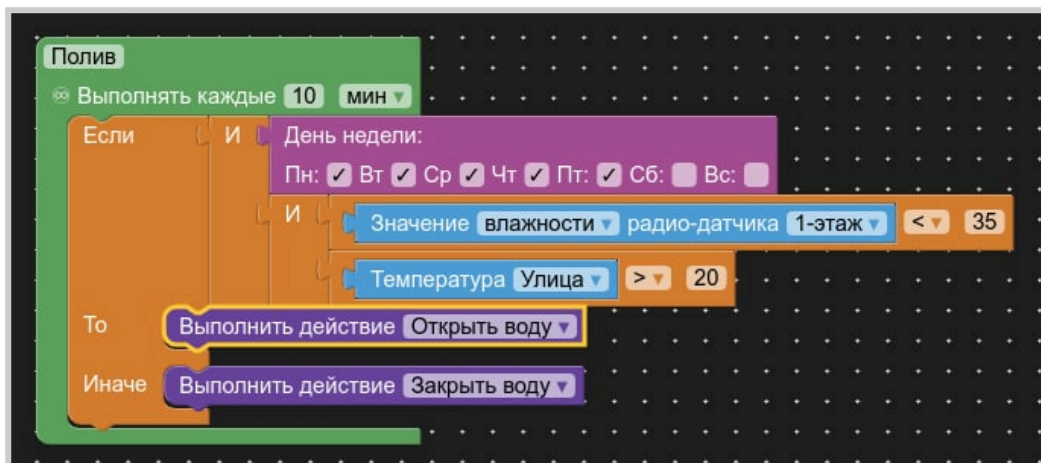 Полив
Выполнять каждые 10 мин
Если И День недели:
Пн: Вт Ср Чт Пт: Сб: Вс:
И Значение влажности радио-датчика 1-этаж < 35
Температура Улица > 20
То Выполнить действие Открыть воду
Иначе Выполнить действие Закрыть воду